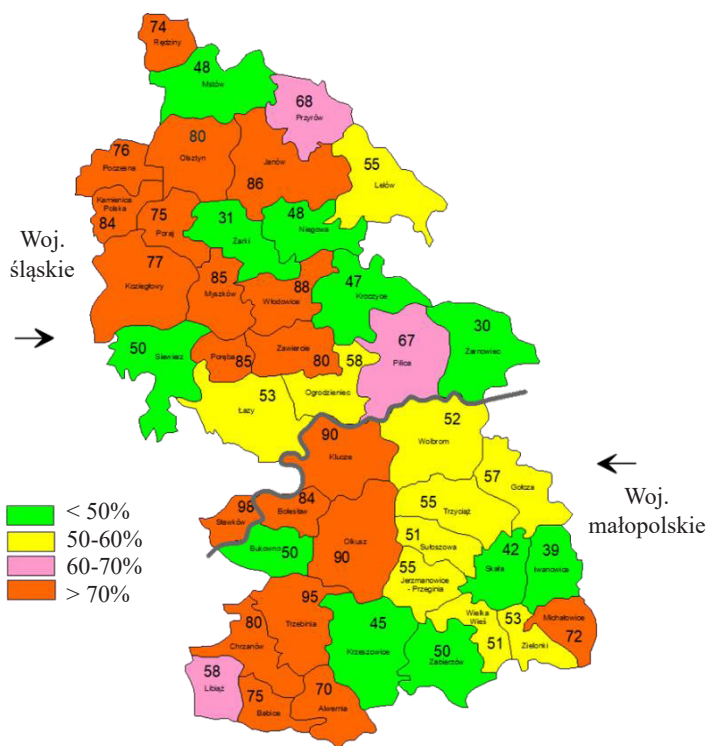 74
Rędziny
48
Mstów
68
Przyrów
80
Olsztyn
76
Poczesna
Janów
86
55
Lelów
Kamienica
Polska
84
75
Poraj
31
Żarki
48
Niegowa
Woj.
śląskie
77
Koziegłowy
85
Myszków
88
Włodowice
47
Kroczyce
50
Siewierz
Poręba
85
Zawiercie
80
58
Ogrodzieniec
67
Pilica
30
Żarnowiec
53
Łazy
90
Klucze
52
Wolbrom
57
Gołcza
Woj.
małopolskie
98
Sławków
84
Bolesław
Bukowno
50
Olkusz
90
55
Trzyciąż
51
Sułoszowa
55
Jerzmanowice
- Przeginia
42
Skała
39
Iwanowice
< 50%
50-60%
60-70%
> 70%
95
Trzebinia
80
Chrzanów
45
Krzeszowice
50
Zabierzów
Wielka
Wieś
51
53
Zielonki
Michałowice
72
58
Libiąż
75
Babice
70
Alwernia